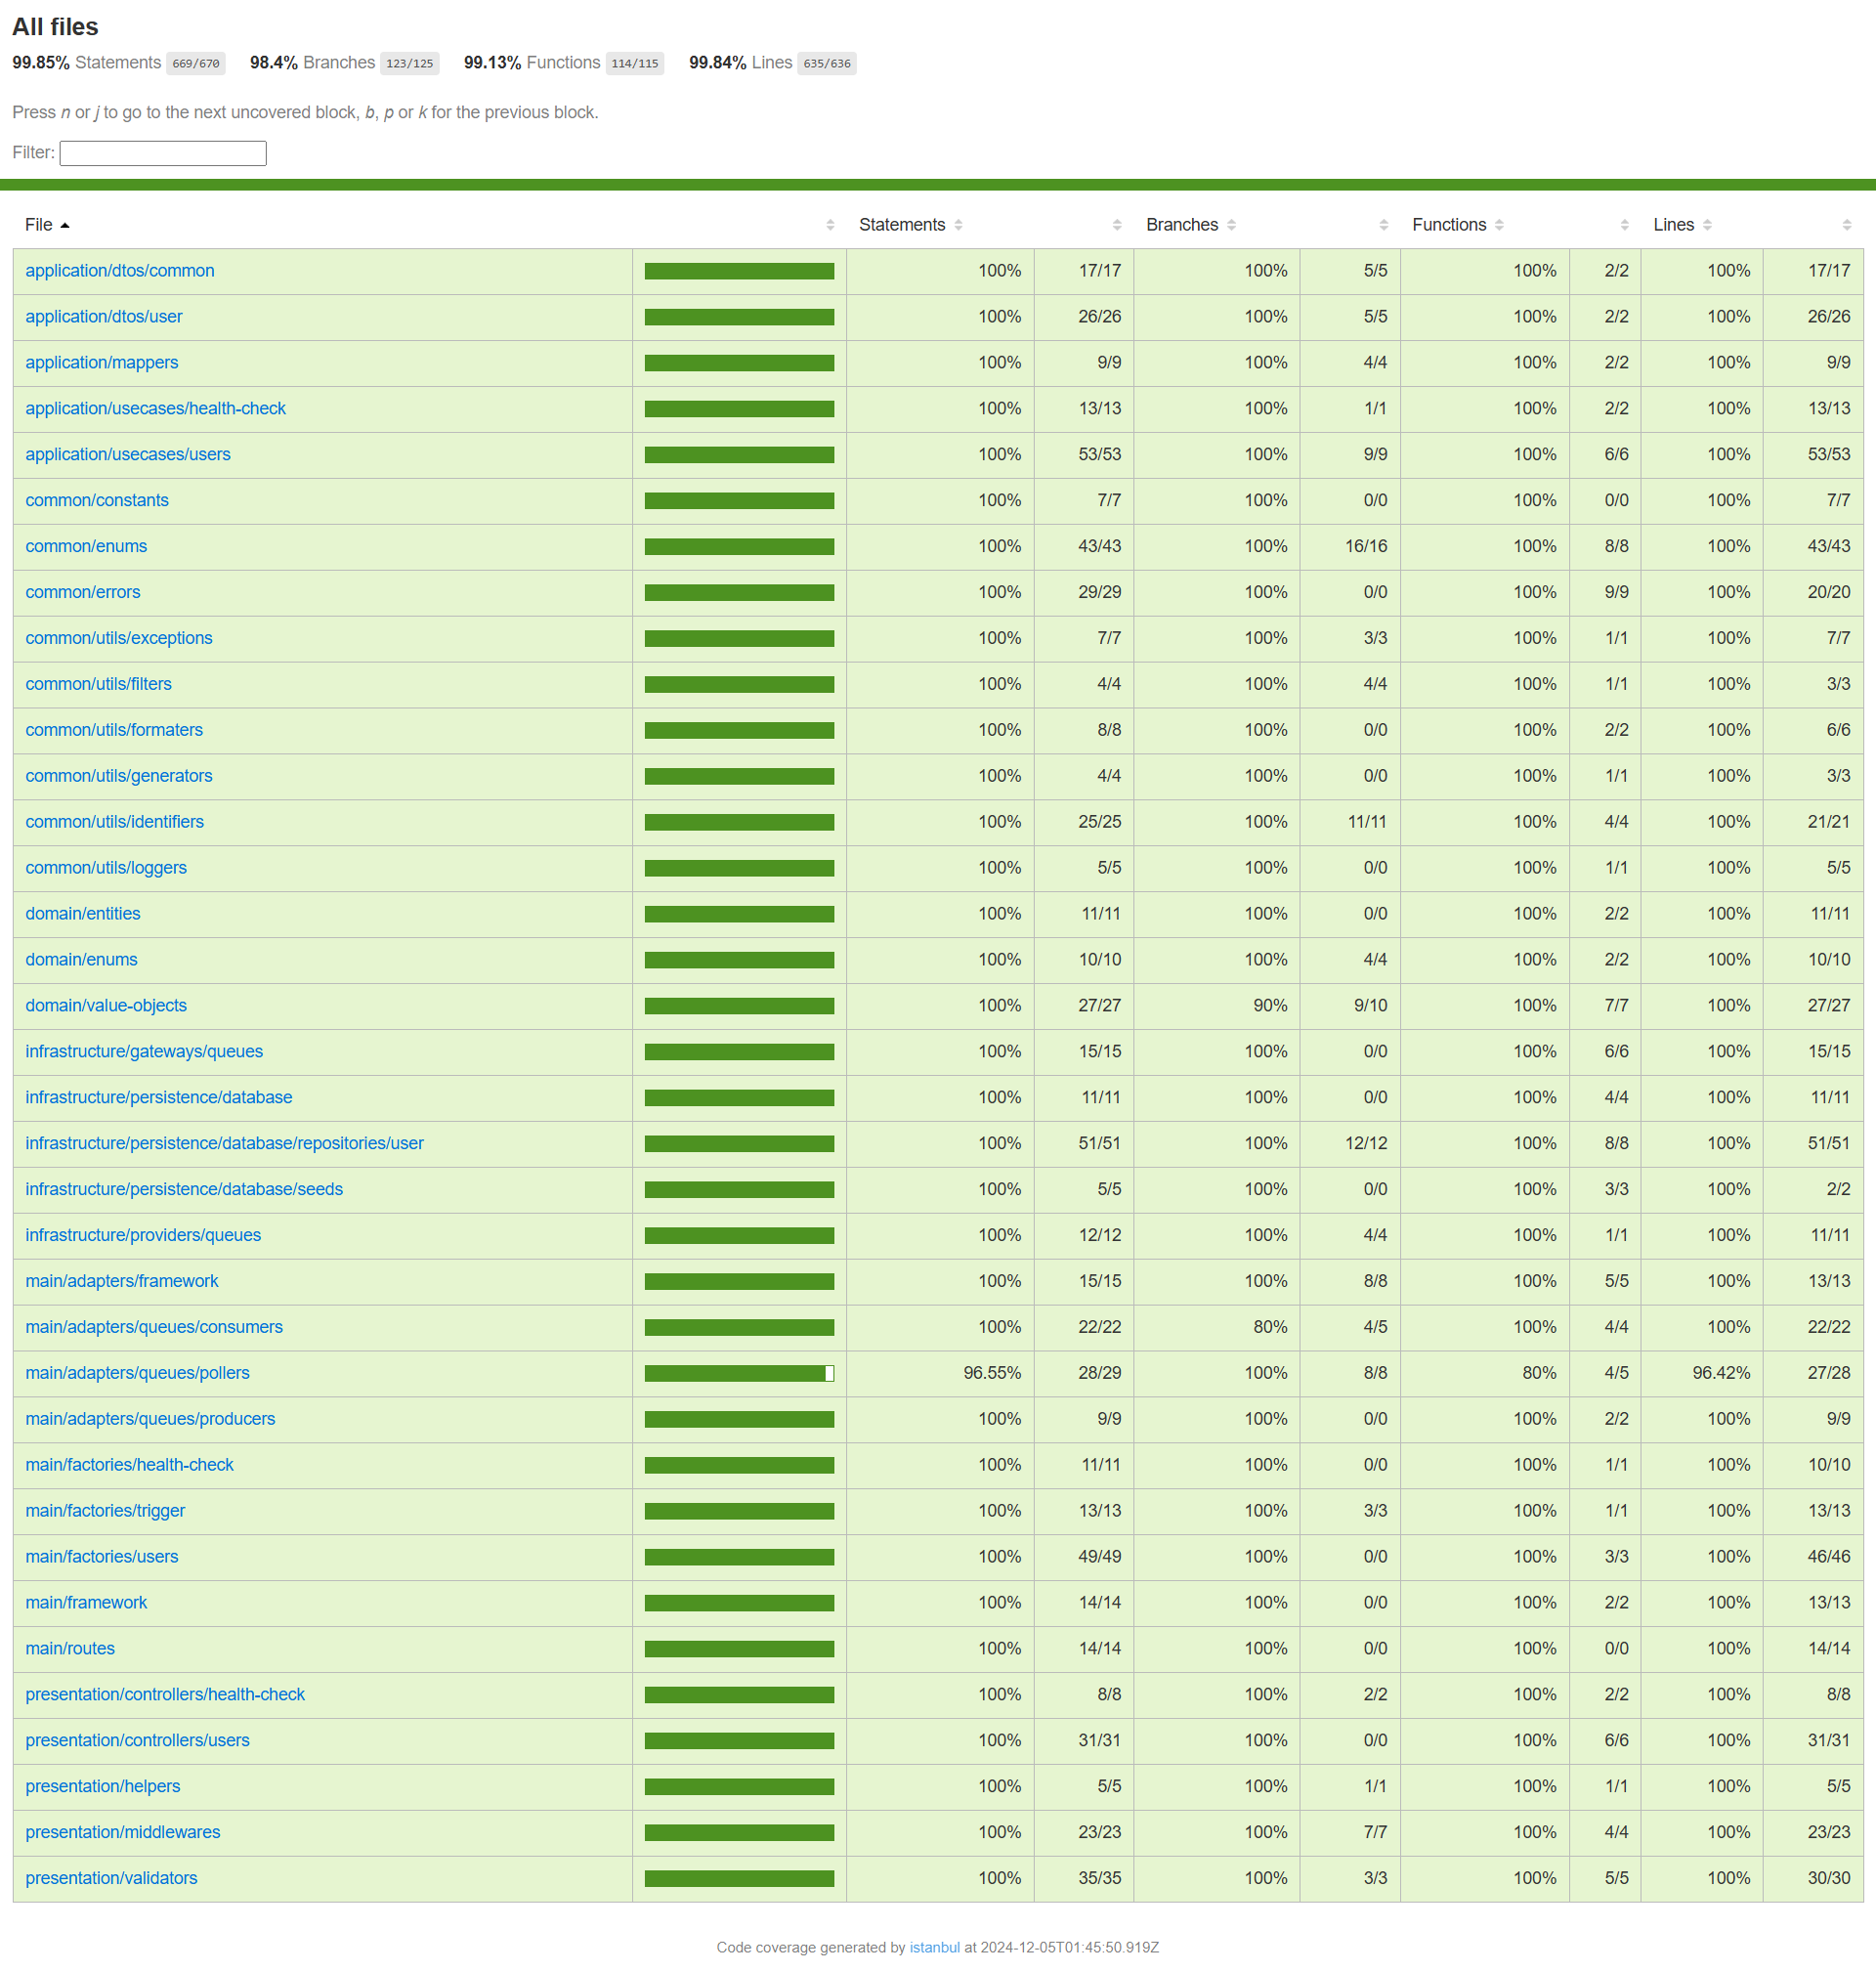 All files
99.85% Statements 669/670 98.4% Branches 123/125 99.13% Functions 114/115 99.84% Lines 635/636
Press n or j to go to the next uncovered block, b, p or k for the previous block.
Filter:
File Statements Branches Functions Lines
application/dtos/common 100% 17/17 100% 5/5 100% 2/2 100% 17/17
application/dtos/user 100% 26/26 100% 5/5 100% 2/2 100% 26/26
application/mappers 100% 9/9 100% 4/4 100% 2/2 100% 9/9
application/usecases/health-check 100% 13/13 100% 1/1 100% 2/2 100% 13/13
application/usecases/users 100% 53/53 100% 9/9 100% 6/6 100% 53/53
common/constants 100% 7/7 100% 0/0 100% 0/0 100% 7/7
common/enums 100% 43/43 100% 16/16 100% 8/8 100% 43/43
common/errors 100% 29/29 100% 0/0 100% 9/9 100% 20/20
common/utils/exceptions 100% 7/7 100% 3/3 100% 1/1 100% 7/7
common/utils/filters 100% 4/4 100% 4/4 100% 1/1 100% 3/3
common/utils/formaters 100% 8/8 100% 0/0 100% 2/2 100% 6/6
common/utils/generators 100% 4/4 100% 0/0 100% 1/1 100% 3/3
common/utils/identifiers 100% 25/25 100% 11/11 100% 4/4 100% 21/21
common/utils/loggers 100% 5/5 100% 0/0 100% 1/1 100% 5/5
domain/entities 100% 11/11 100% 0/0 100% 2/2 100% 11/11
domain/enums 100% 10/10 100% 4/4 100% 2/2 100% 10/10
domain/value-objects 100% 27/27 90% 9/10 100% 7/7 100% 27/27
infrastructure/gateways/queues 100% 15/15 100% 0/0 100% 6/6 100% 15/15
infrastructure/persistence/database 100% 11/11 100% 0/0 100% 4/4 100% 11/11
infrastructure/persistence/database/repositories/user 100% 51/51 100% 12/12 100% 8/8 100% 51/51
infrastructure/persistence/database/seeds 100% 5/5 100% 0/0 100% 3/3 100% 2/2
infrastructure/providers/queues 100% 12/12 100% 4/4 100% 1/1 100% 11/11
main/adapters/framework 100% 15/15 100% 8/8 100% 5/5 100% 13/13
main/adapters/queues/consumers 100% 22/22 80% 4/5 100% 4/4 100% 22/22
main/adapters/queues/pollers 96.55% 28/29 100% 8/8 80% 4/5 96.42% 27/28
main/adapters/queues/producers 100% 9/9 100% 0/0 100% 2/2 100% 9/9
main/factories/health-check 100% 11/11 100% 0/0 100% 1/1 100% 10/10
main/factories/trigger 100% 13/13 100% 3/3 100% 1/1 100% 13/13
main/factories/users 100% 49/49 100% 0/0 100% 3/3 100% 46/46
main/framework 100% 14/14 100% 0/0 100% 2/2 100% 13/13
main/routes 100% 14/14 100% 0/0 100% 0/0 100% 14/14
presentation/controllers/health-check 100% 8/8 100% 2/2 100% 2/2 100% 8/8
presentation/controllers/users 100% 31/31 100% 0/0 100% 6/6 100% 31/31
presentation/helpers 100% 5/5 100% 1/1 100% 1/1 100% 5/5
presentation/middlewares 100% 23/23 100% 7/7 100% 4/4 100% 23/23
presentation/validators 100% 35/35 100% 3/3 100% 5/5 100% 30/30
Code coverage generated by istanbul at 2024-12-05T01:45:50.919Z